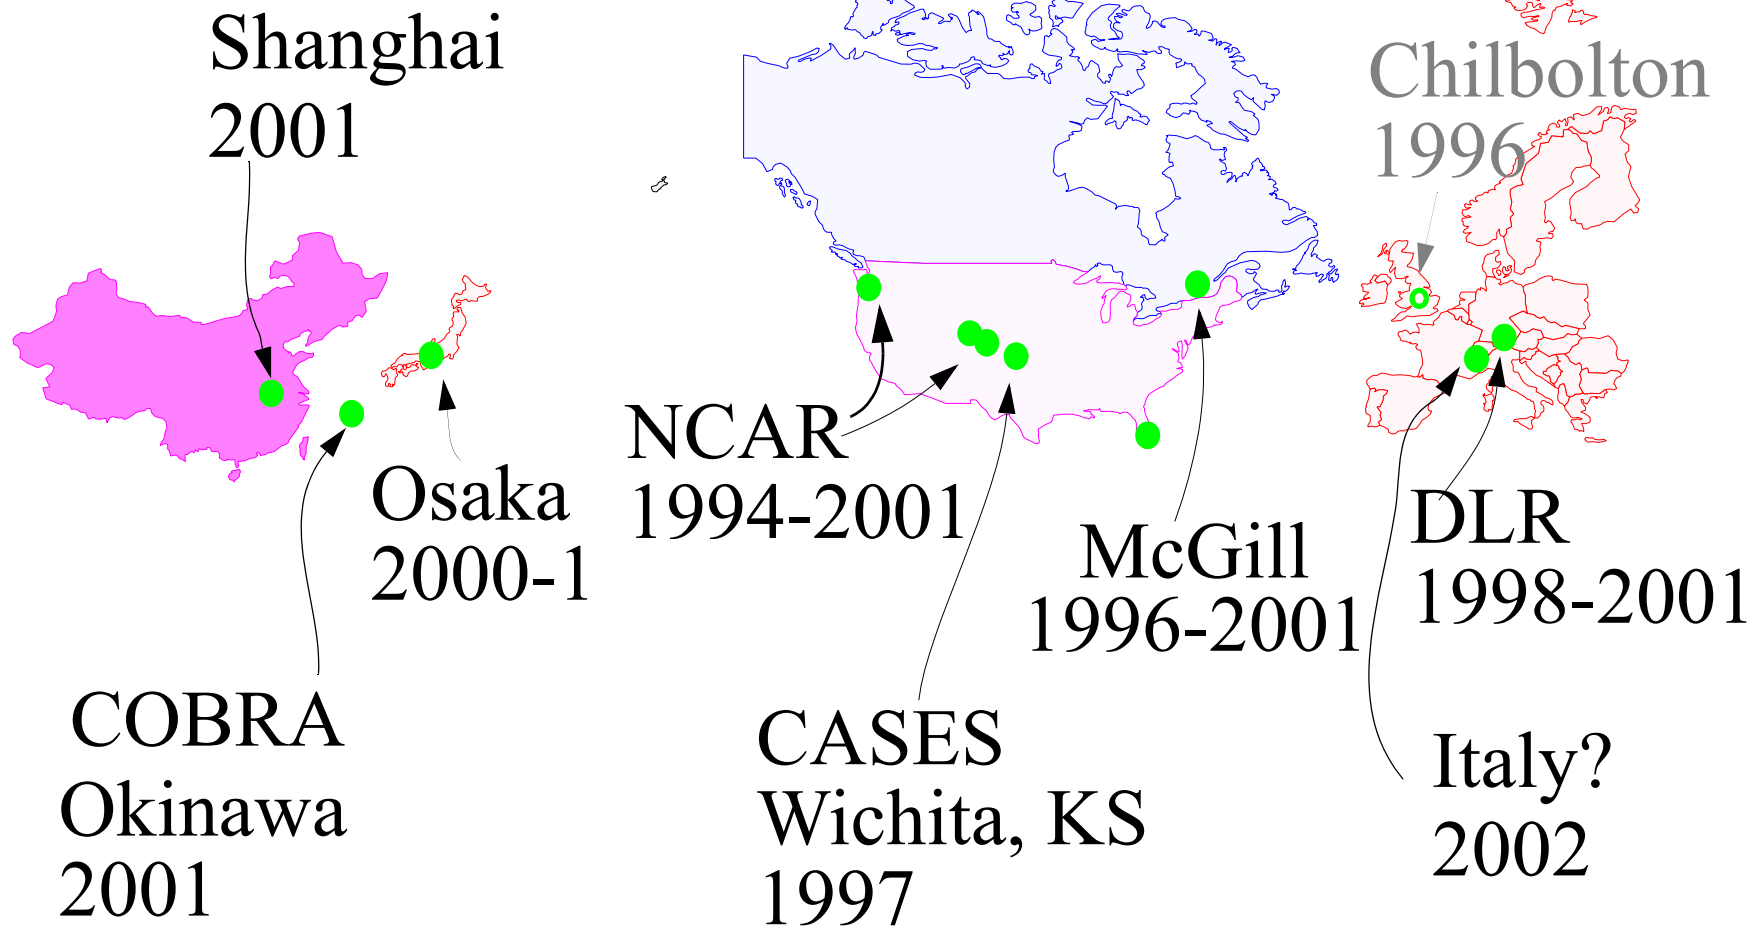 Shanghai
2001
Chilbolton
1996
NCAR
1994-2001
Osaka
2000-1
McGill
1996-2001
DLR
1998-2001
COBRA
Okinawa
2001
CASES
Wichita, KS
1997
Italy?
2002